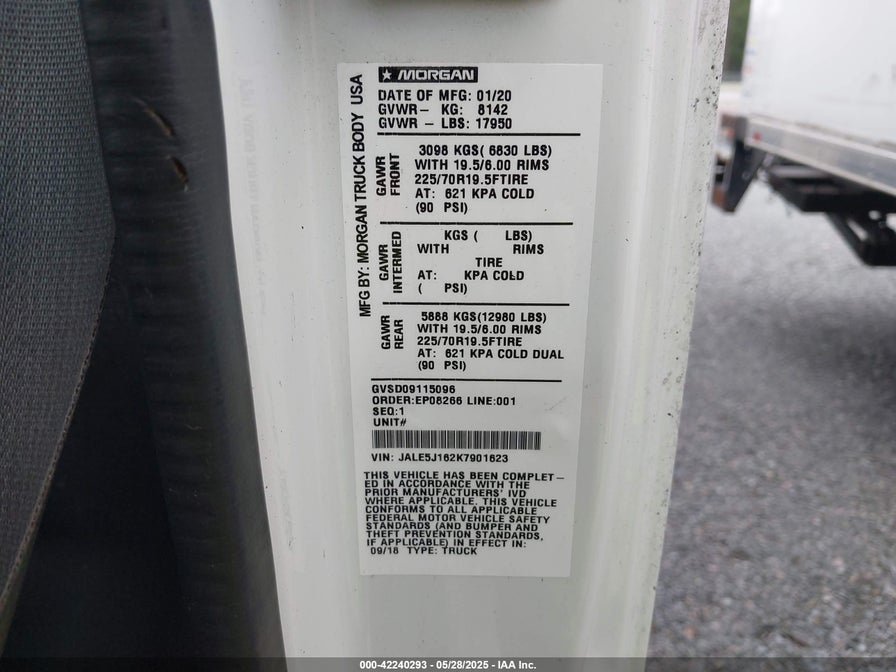 MORGAN
MFG BY: MORGAN TRUCK BODY USA
DATE OF MFG: 01/20
GVWR- KG: 8142
GVWR - LBS: 17950
GAWR FRONT
3098 KGS( 6830 LBS)
WITH 19.5/6.00 RIMS
225/70R19.5FTIRE
AT: 621 KPA COLD
(90 PSI)
GAWR INTERMED
KGS ( LBS)
WITH RIMS
TIRE
AT: KPA COLD
( PSI)
GAWR REAR
5888 KGS(12980 LBS)
WITH 19.5/6.00 RIMS
225/70R19.5FTIRE
AT: 621 KPA COLD DUAL
(90 PSI)
GVSD09115096
ORDER:EP08266 LINE:001
SEQ:1
UNIT#
VIN: JALE5J162K7901623
THIS VEHICLE HAS BEEN COMPLET-
ED IN ACCORDANCE WITH THE
PRIOR MANUFACTURERS' IVD
WHERE APPLICABLE. THIS VEHICLE
CONFORMS TO ALL APPLICABLE
FEDERAL MOTOR VEHICLE SAFETY
STANDARDS (AND BUMPER AND
THEFT PREVENTION STANDARDS,
IF APPLICABLE) IN EFFECT IN:
09/18 TYPE: TRUCK
000-42240293 - 05/28/2025 - IAA Inc.